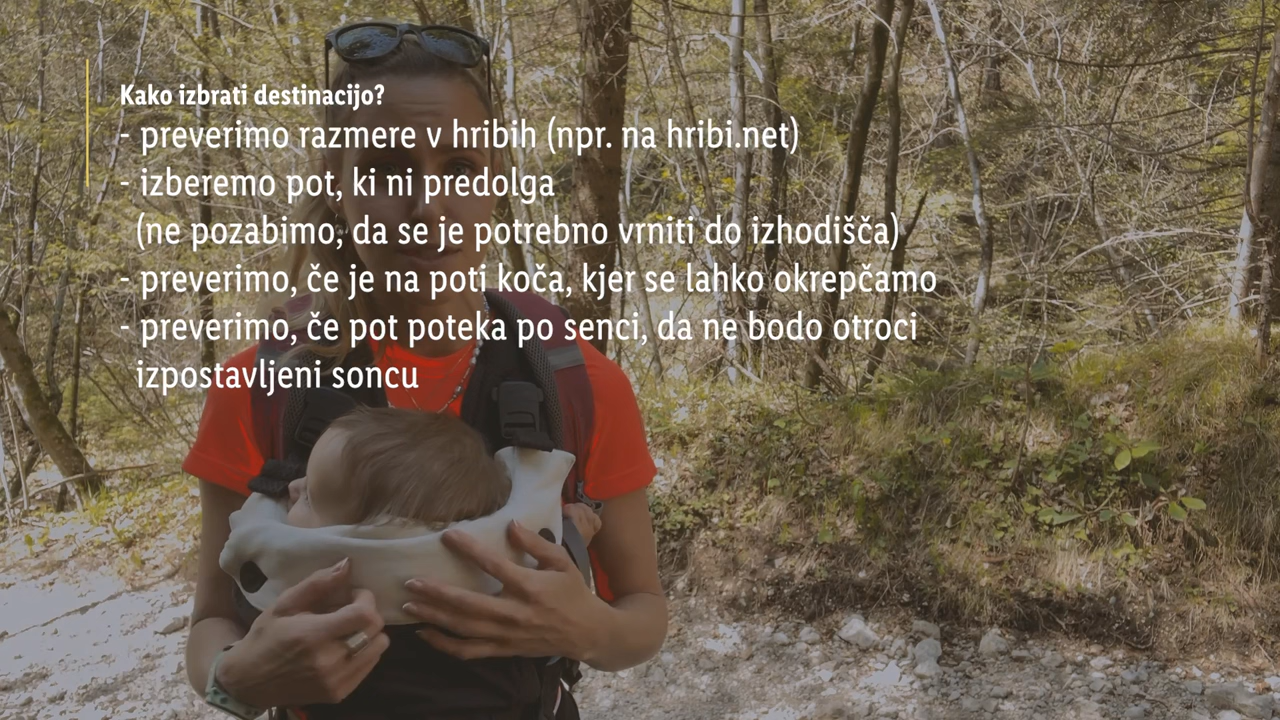 Kako izbrati destinacijo?
- preverimo razmere v hribih (npr. na hribi.net)
- izberemo pot, ki ni predolga
(ne pozabimo, da se je potrebno vrniti do izhodišča)
- preverimo, če je na poti koča, kjer se lahko okrepčamo
- preverimo, če pot poteka po senci, da ne bodo otroci
izpostavljeni soncu